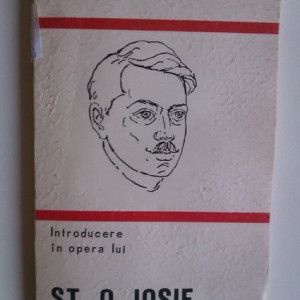 Introducere
în opera lui
ST. O. IOSIF